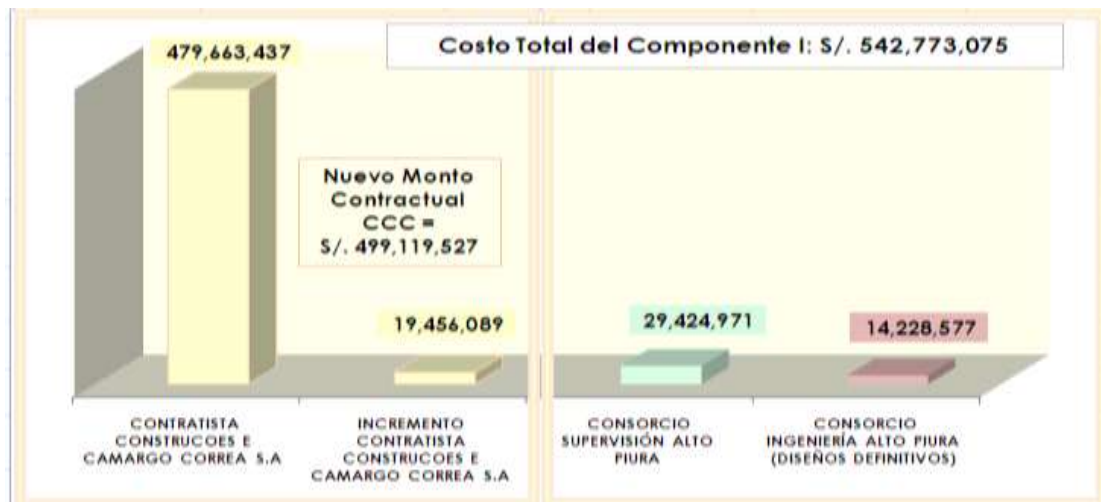 479,663,437
Costo Total del Componente I: S/. 542,773,075
Nuevo Monto
Contractual
CCC =
S/. 499,119,527
19,456,089
29,424,971
14,228,577
CONTRATISTA
CONSTRUCOES E
CAMARGO CORREA S.A
INCREMENTO
CONTRATISTA
CONSTRUCOES E
CAMARGO CORREA S.A
CONSORCIO
SUPERVISIÓN ALTO
PIURA
CONSORCIO
INGENIERÍA ALTO PIURA
(DISEÑOS DEFINITIVOS)